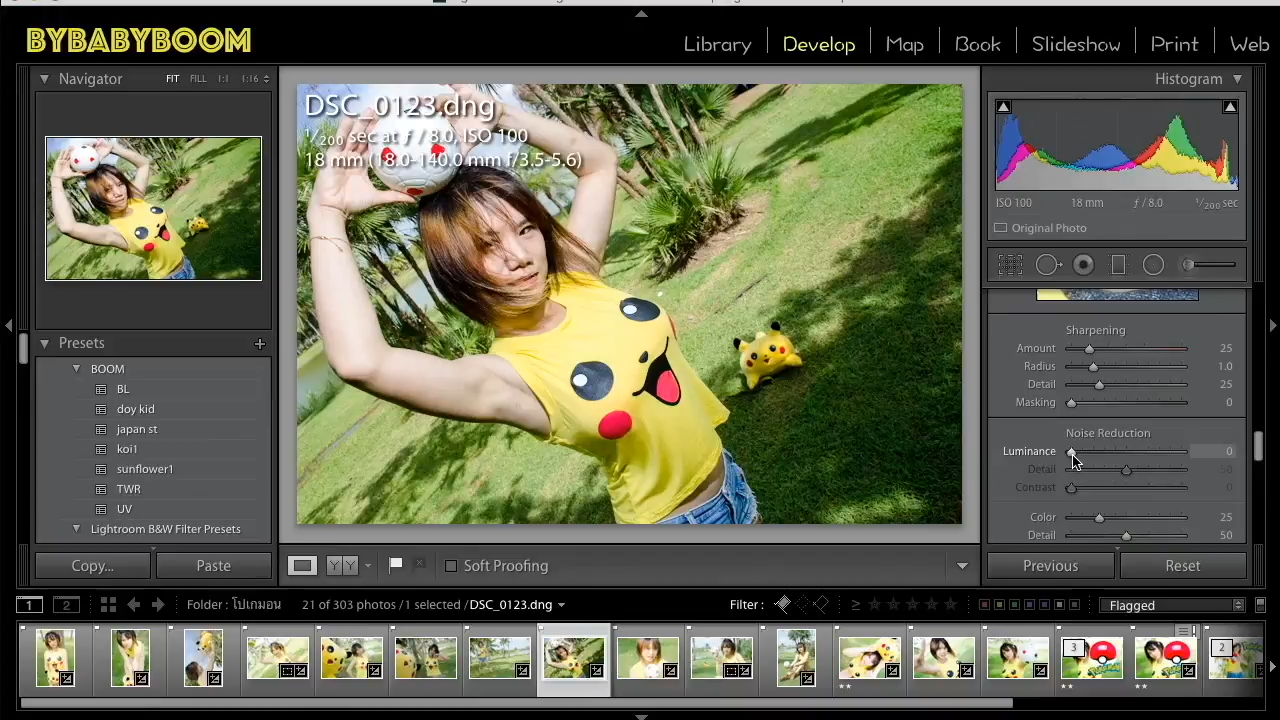 BYBABYBOOM
Library
Develop
Map
Book
Slideshow
Print
Web
Navigator
FIT
FILL
1:1
1:16
Presets
BOOM
BL
doy kid
japan st
koi1
sunflower1
TWR
UV
Lightroom B&W Filter Presets
Copy...
Paste
DSC_0123.dng
1/200 sec at ƒ / 8.0, ISO 100
18 mm (18.0-140.0 mm f/3.5-5.6)
Histogram
ISO 100
18 mm
ƒ / 8.0
1/200 sec
Original Photo
Sharpening
Amount 25
Radius 1.0
Detail 25
Masking 0
Noise Reduction
Luminance 0
Detail 50
Contrast 0
Color 25
Detail 50
Previous
Reset
YY
Soft Proofing
1
2
Folder : โปเกมอน
21 of 303 photos /1 selected /DSC_0123.dng
Filter :
≥
Flagged
3
2